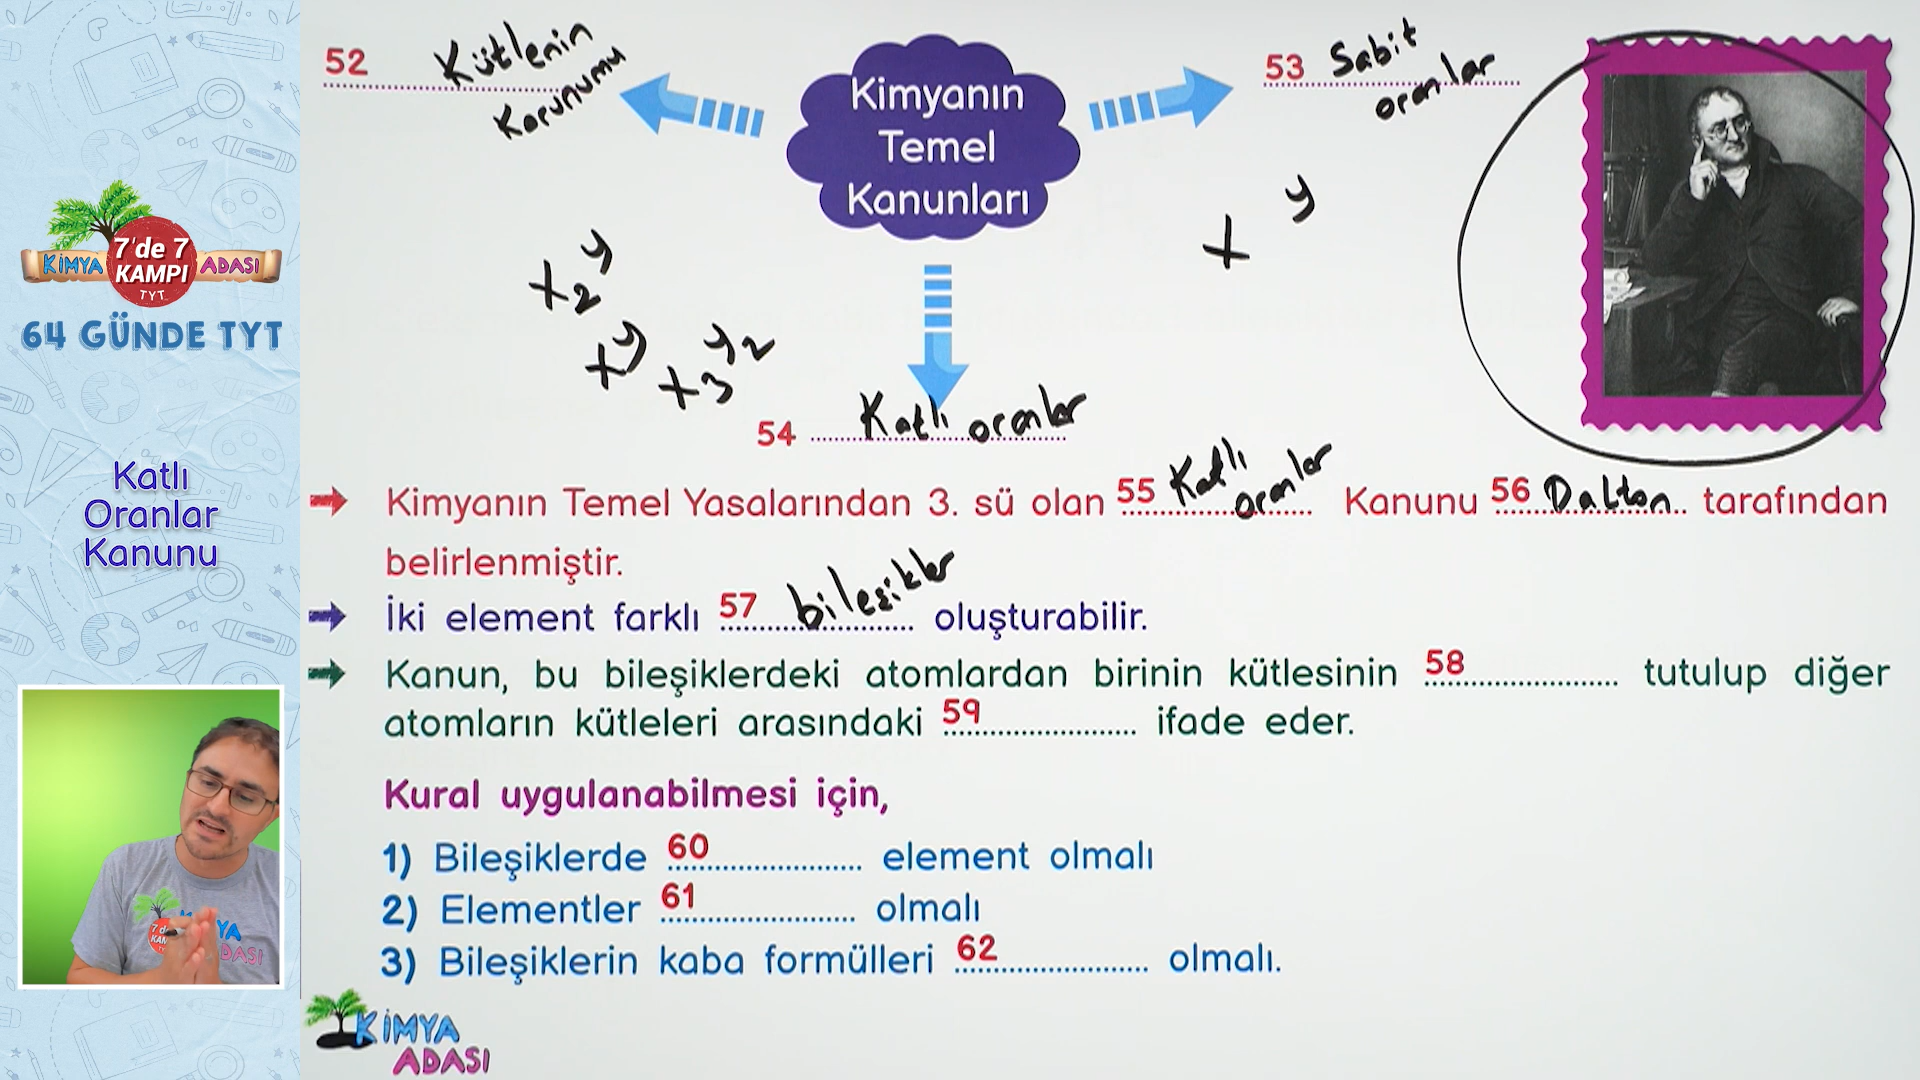 52 Kütlenin
Korunumu
Kimyanın
Temel
Kanunları
53 Sabit
oranlar
x y
x2 y
x y
x3 y2
54 Katlı oranlar
7'de 7
KİMYA KAMPI ADASI
TYT
64 GÜNDE TYT
Katlı
Oranlar
Kanunu
Kimyanın Temel Yasalarından 3. sü olan 55 Katlı oranlar Kanunu 56 Dalton tarafından
belirlenmiştir.
İki element farklı 57 bileşikler oluşturabilir.
Kanun, bu bileşiklerdeki atomlardan birinin kütlesinin 58 .................... tutulup diğer
atomların kütleleri arasındaki 59 .................... ifade eder.
Kural uygulanabilmesi için,
1) Bileşiklerde 60 .................... element olmalı
2) Elementler 61 .................... olmalı
3) Bileşiklerin kaba formülleri 62 .................... olmalı.
KİMYA
ADASI